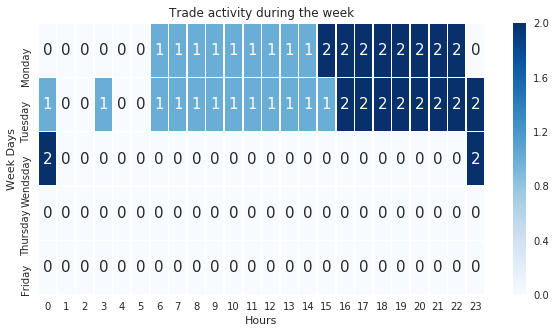 Trade activity during the week
Monday 0 0 0 0 0 0 1 1 1 1 1 1 1 1 1 2 2 2 2 2 2 2 2 0
Tuesday 1 0 0 1 0 0 1 1 1 1 1 1 1 1 1 1 2 2 2 2 2 2 2 2
Wendsday 2 0 0 0 0 0 0 0 0 0 0 0 0 0 0 0 0 0 0 0 0 0 0 2
Thursday 0 0 0 0 0 0 0 0 0 0 0 0 0 0 0 0 0 0 0 0 0 0 0 0
Friday 0 0 0 0 0 0 0 0 0 0 0 0 0 0 0 0 0 0 0 0 0 0 0 0
0 1 2 3 4 5 6 7 8 9 10 11 12 13 14 15 16 17 18 19 20 21 22 23
Hours
Week Days
2.0
1.6
1.2
0.8
0.4
0.0